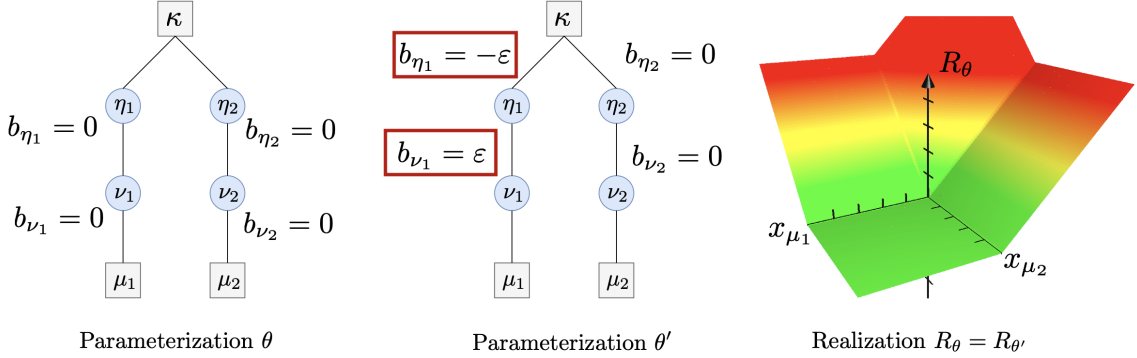 κ
η₁
η₂
b_{η₁} = 0
b_{η₂} = 0
ν₁
ν₂
b_{ν₁} = 0
b_{ν₂} = 0
μ₁
μ₂
Parameterization θ
κ
b_{η₁} = −ε
b_{η₂} = 0
η₁
η₂
b_{ν₁} = ε
b_{ν₂} = 0
ν₁
ν₂
μ₁
μ₂
Parameterization θ′
R_θ
x_{μ₁}
x_{μ₂}
Realization R_θ = R_{θ′}